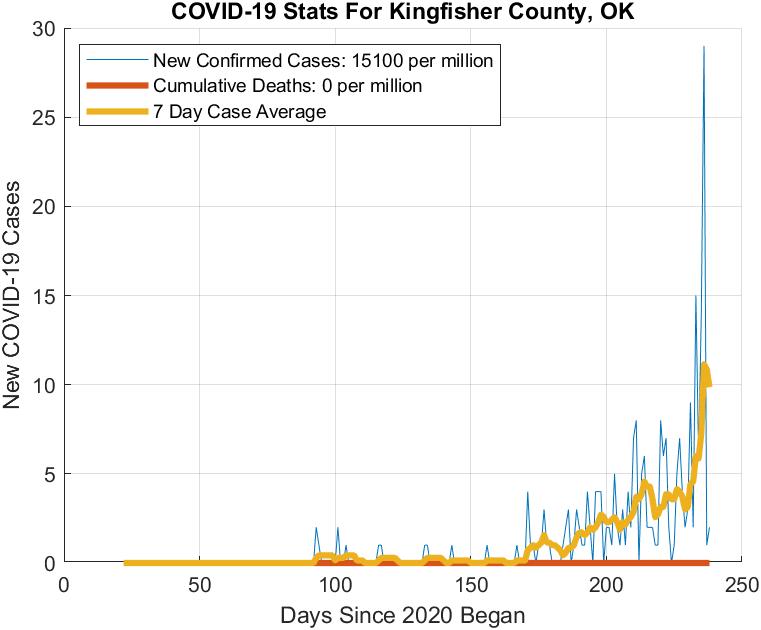 COVID-19 Stats For Kingfisher County, OK
New Confirmed Cases: 15100 per million
Cumulative Deaths: 0 per million
7 Day Case Average
New COVID-19 Cases
30
25
20
15
10
5
0
0 50 100 150 200 250
Days Since 2020 Began